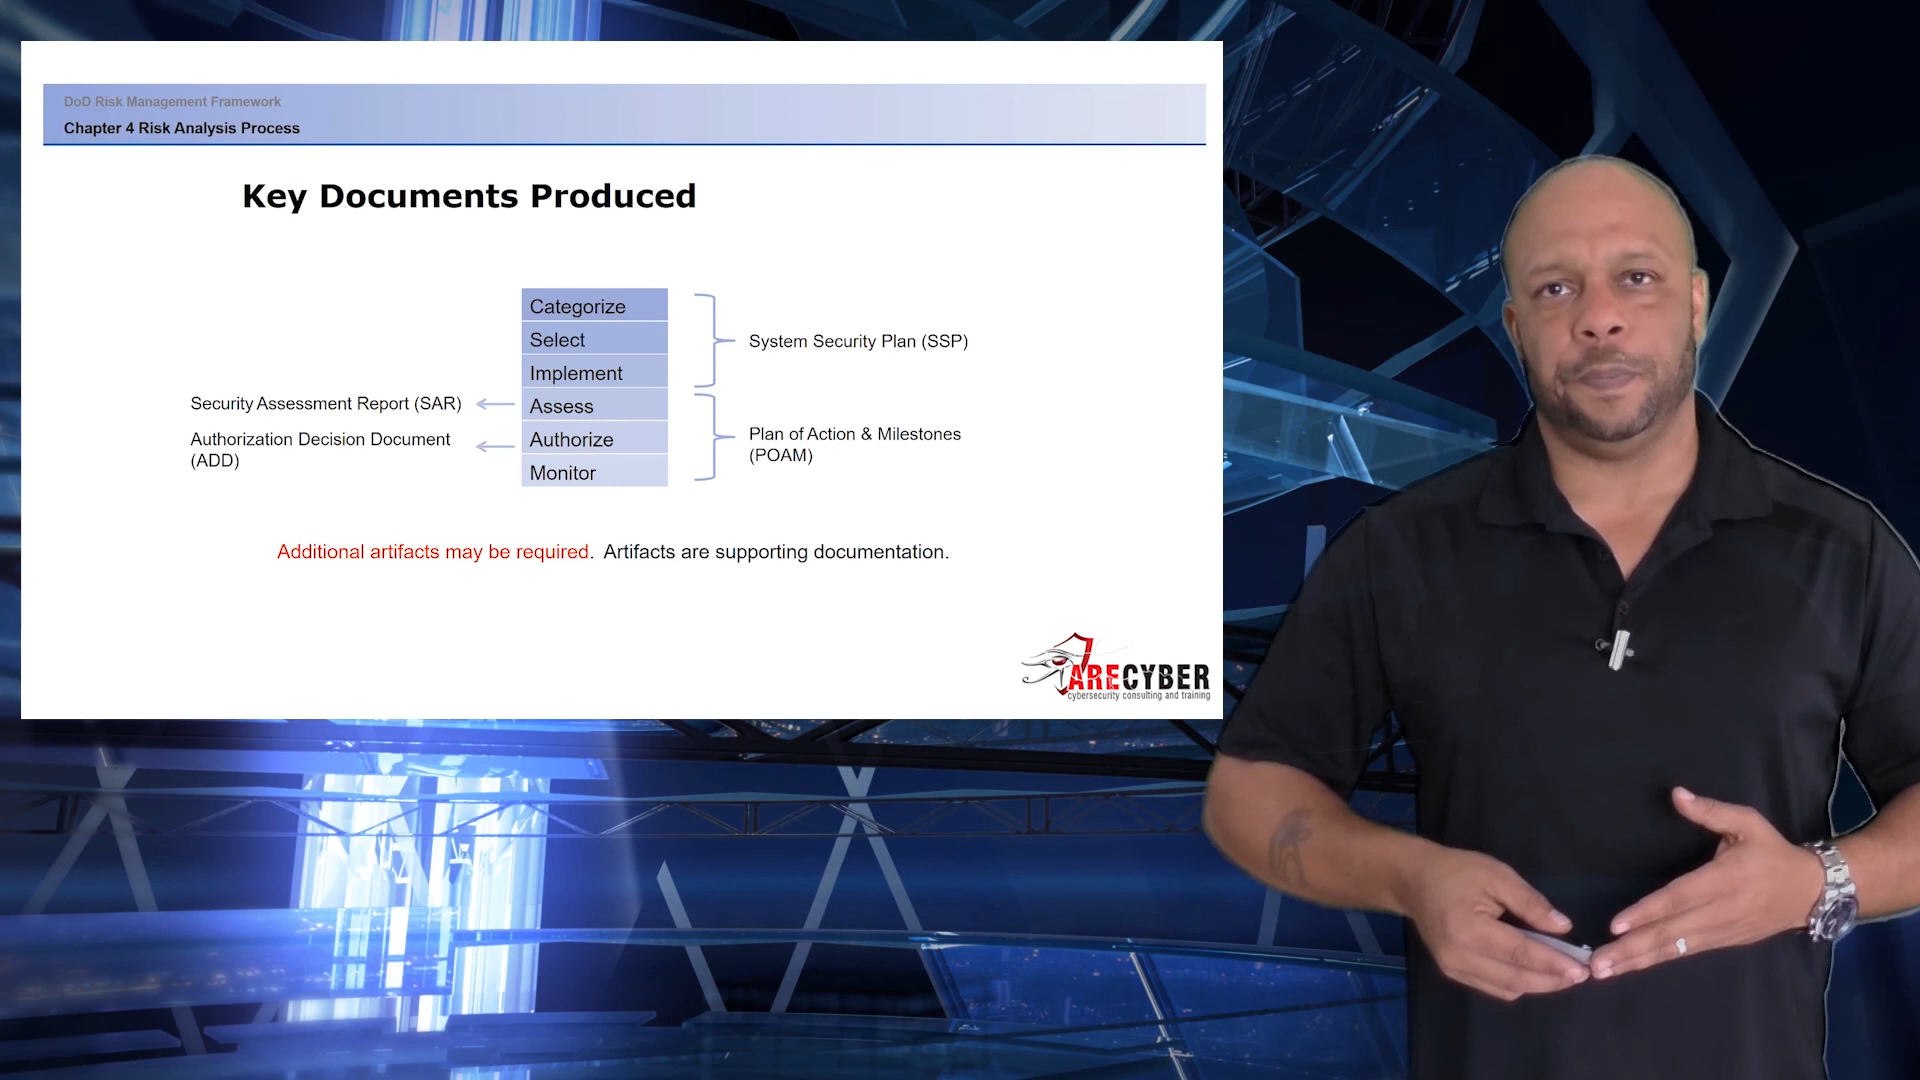 DoD Risk Management Framework
Chapter 4 Risk Analysis Process
Key Documents Produced
Categorize
Select
Implement
Assess
Authorize
Monitor
System Security Plan (SSP)
Plan of Action & Milestones
(POAM)
Security Assessment Report (SAR)
Authorization Decision Document
(ADD)
Additional artifacts may be required. Artifacts are supporting documentation.
ARECYBER
cybersecurity consulting and training